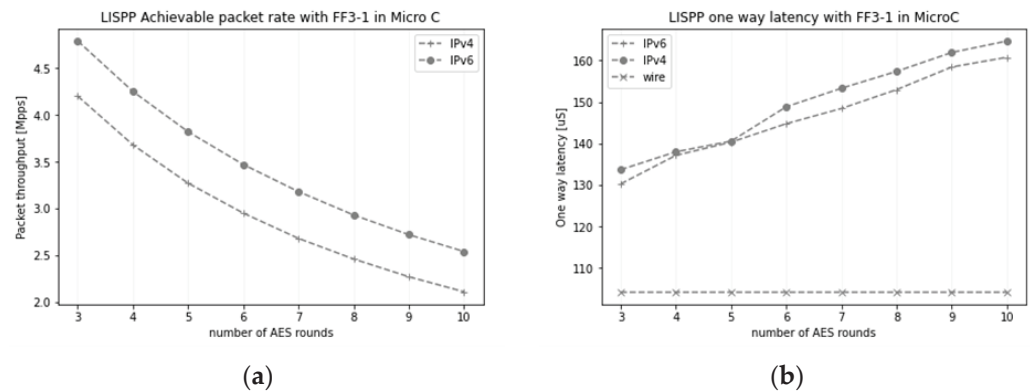 LISPP Achievable packet rate with FF3-1 in Micro C
IPv4
IPv6
4.5
4.0
3.5
3.0
2.5
2.0
Packet throughput [Mpps]
3 4 5 6 7 8 9 10
number of AES rounds
(a)
LISPP one way latency with FF3-1 in MicroC
IPv6
IPv4
wire
160
150
140
130
120
110
One way latency [uS]
3 4 5 6 7 8 9 10
number of AES rounds
(b)